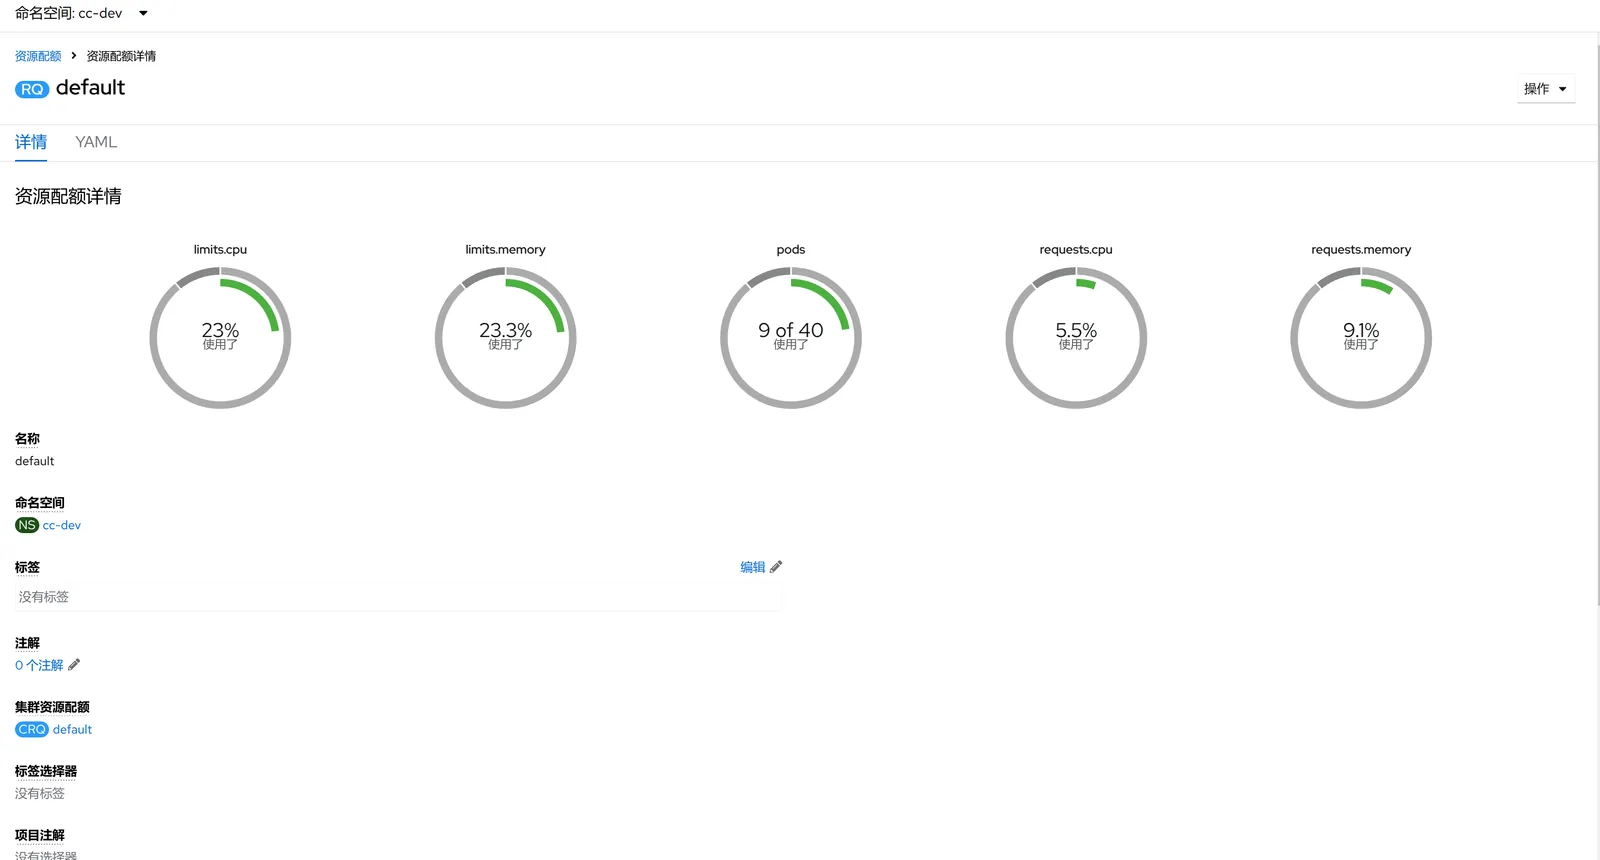 命名空间: cc-dev
资源配额 资源配额详情
RQ default
操作
详情 YAML
资源配额详情
limits.cpu
23%
使用了
limits.memory
23.3%
使用了
pods
9 of 40
使用了
requests.cpu
5.5%
使用了
requests.memory
9.1%
使用了
名称
default
命名空间
NS cc-dev
标签
编辑
没有标签
注解
0 个注解
集群资源配额
CRQ default
标签选择器
没有标签
项目注解
没有选择器